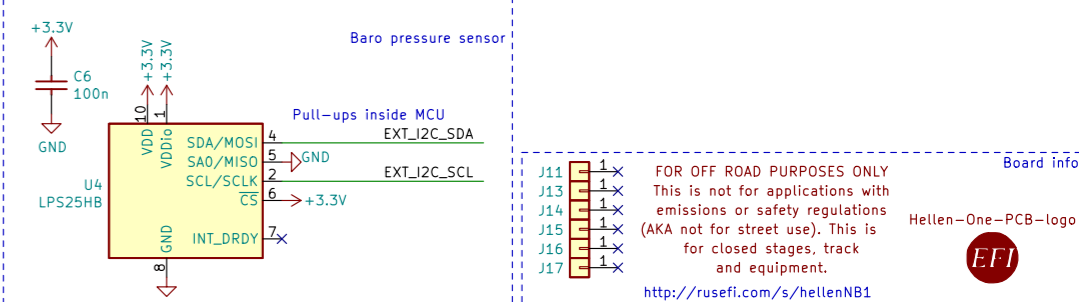 +3.3V
C6
100n
GND
+3.3V
+3.3V
Baro pressure sensor
Pull-ups inside MCU
10
1
VDD
VDDio
SDA/MOSI
4
EXT_I2C_SDA
SA0/MISO
5
GND
SCL/SCLK
2
EXT_I2C_SCL
CS
6
+3.3V
U4
LPS25HB
INT_DRDY
7
GND
8
Board info
J11
1
J13
1
J14
1
J15
1
J16
1
J17
1
FOR OFF ROAD PURPOSES ONLY
This is not for applications with
emissions or safety regulations
(AKA not for street use). This is
for closed stages, track
and equipment.
http://rusefi.com/s/hellenNB1
Hellen-One-PCB-logo
EFI